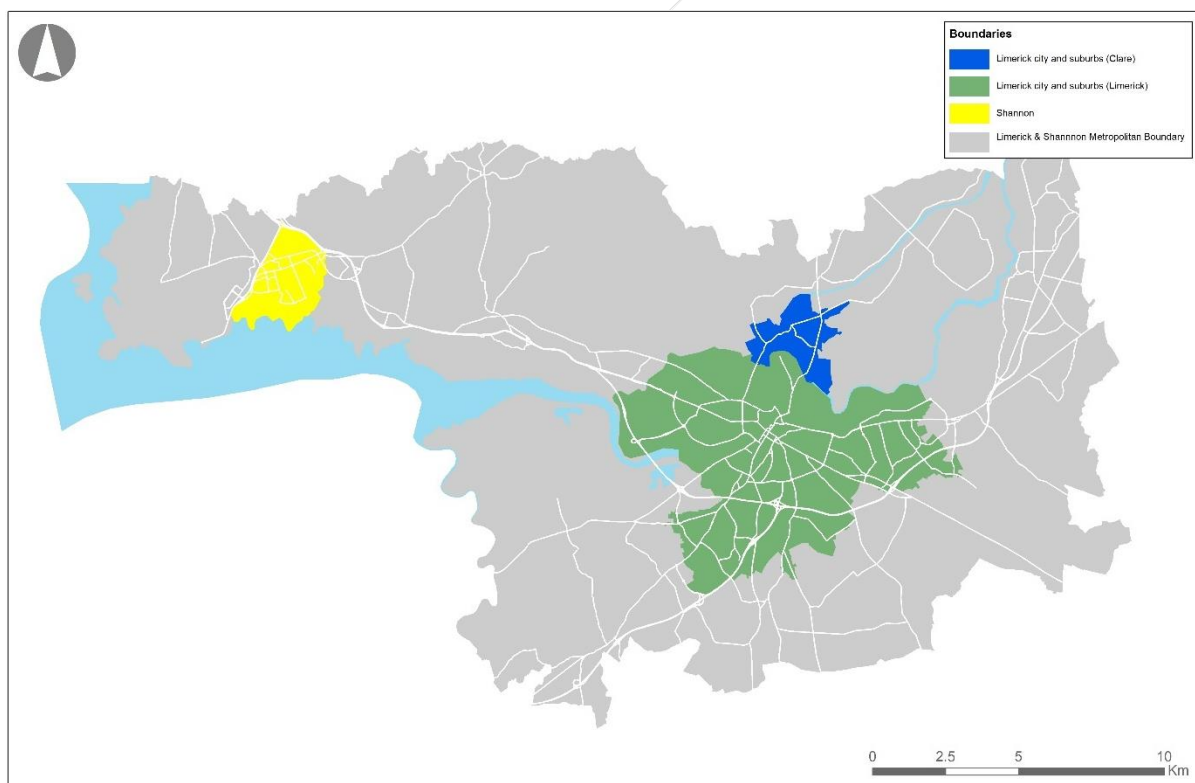 Boundaries
Limerick city and suburbs (Clare)
Limerick city and suburbs (Limerick)
Shannon
Limerick & Shannnon Metropolitan Boundary
0 2.5 5 10
Km